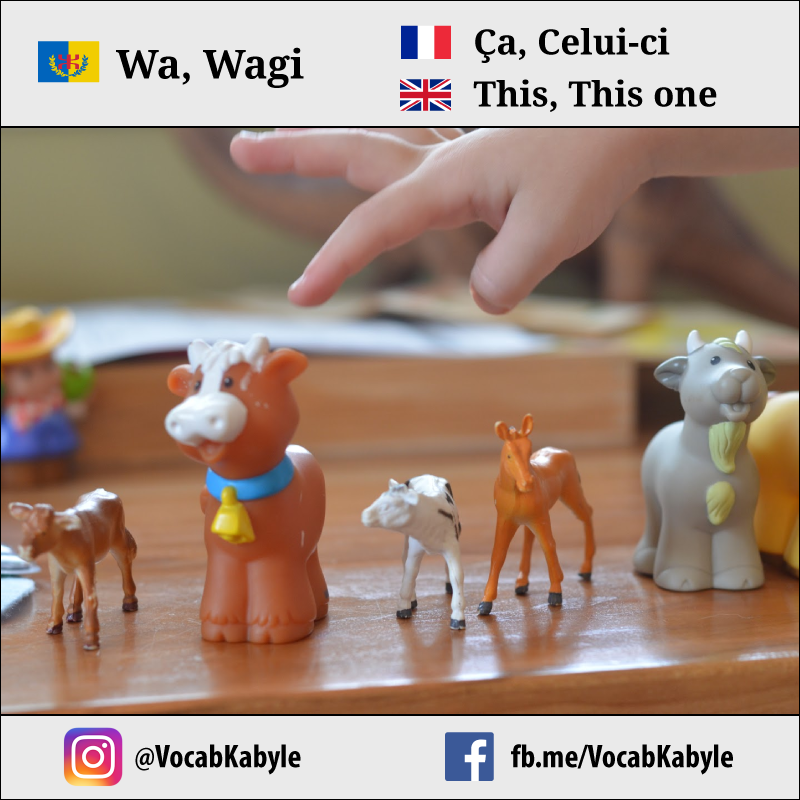 Wa, Wagi
Ça, Celui-ci
This, This one
@VocabKabyle
fb.me/VocabKabyle